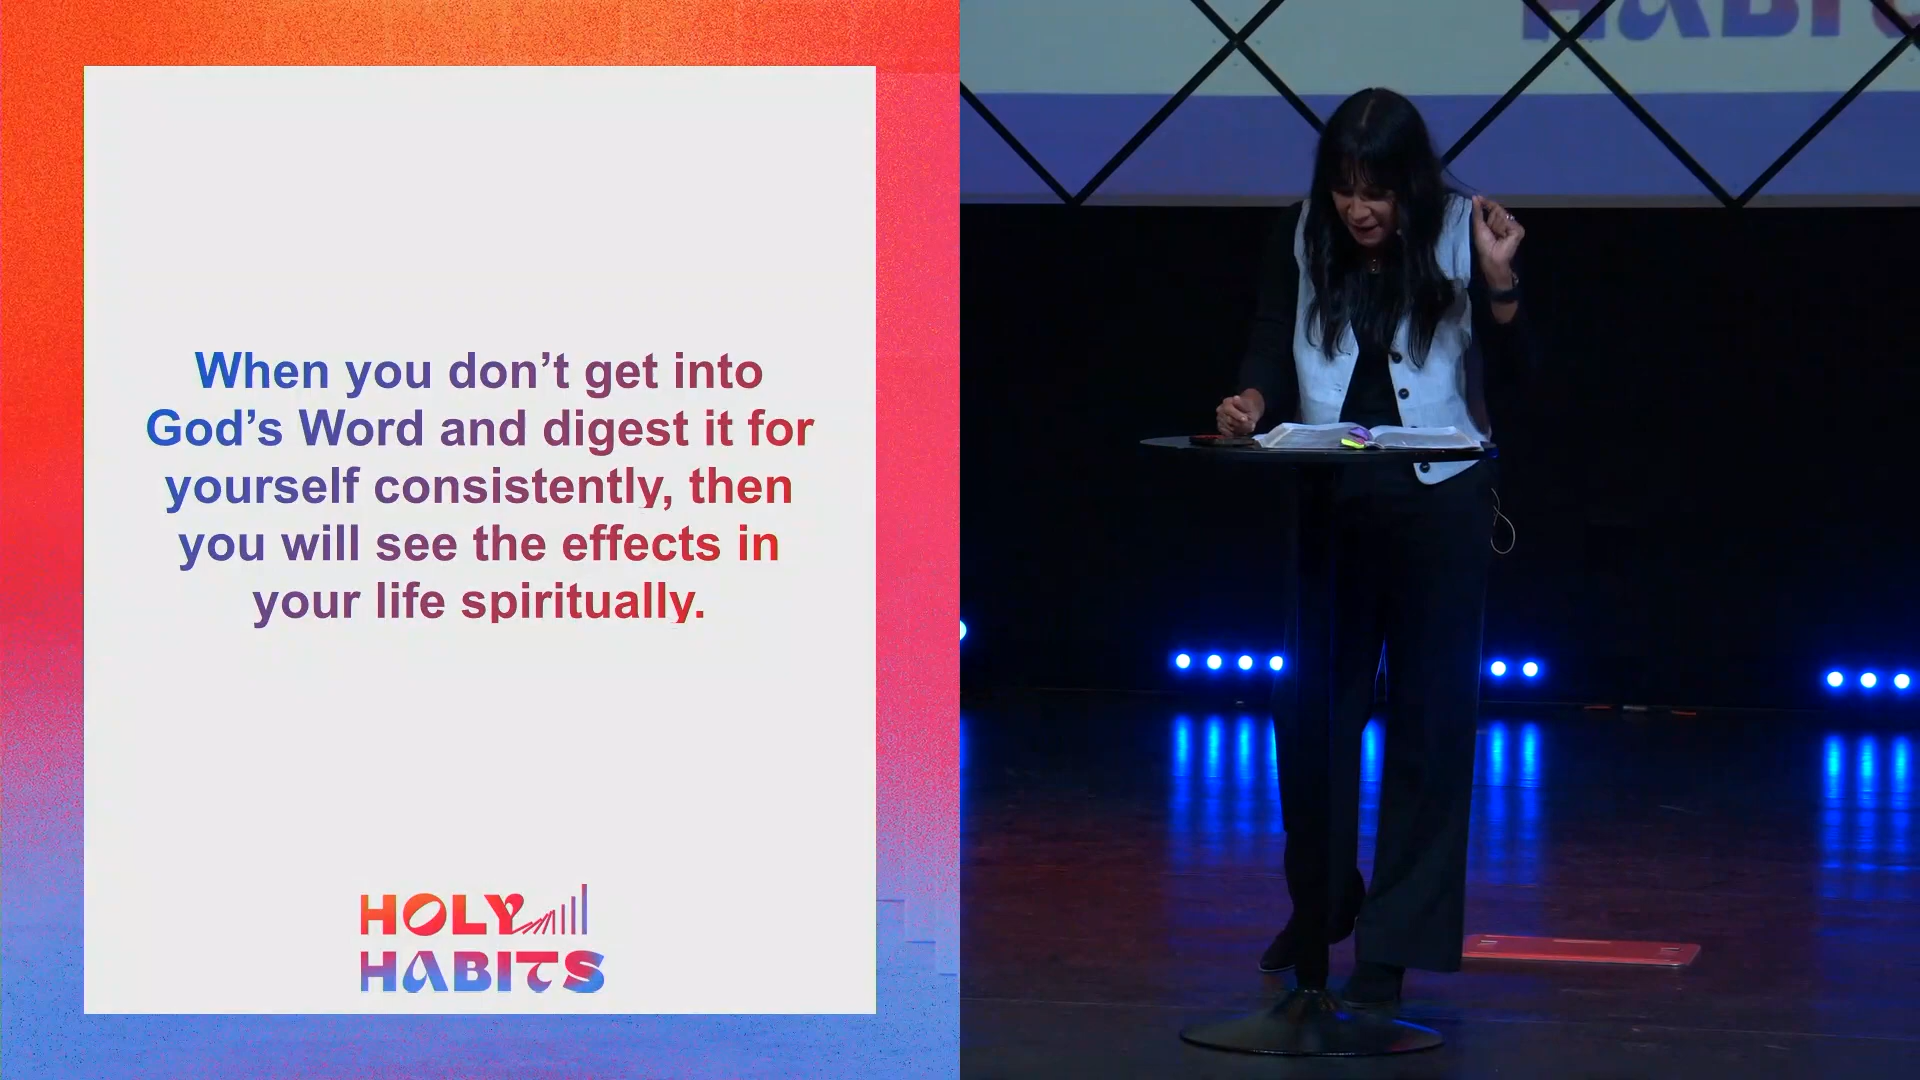 When you don’t get into
God’s Word and digest it for
yourself consistently, then
you will see the effects in
your life spiritually.
HOLY
HABITS